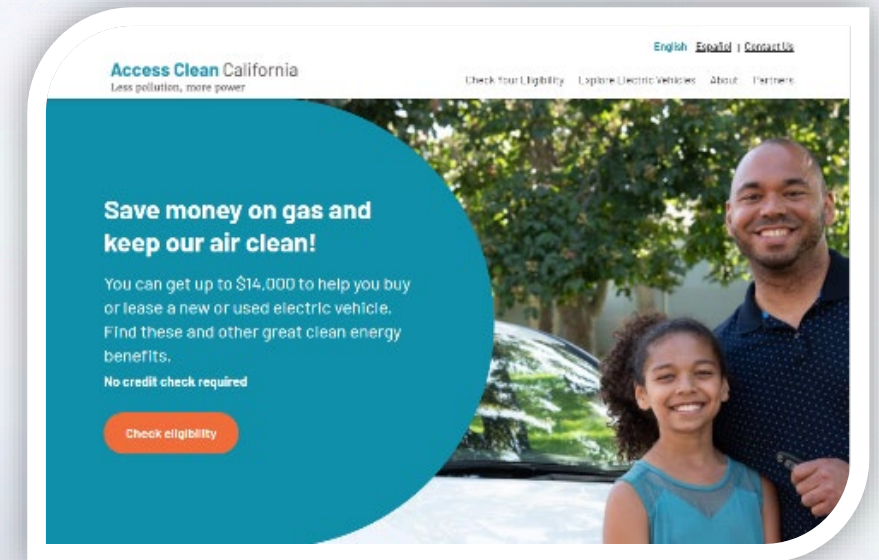 English Español | Contact Us
Access Clean California
Less pollution, more power
Check Your Eligibility Explore Electric Vehicles About Partners
Save money on gas and
keep our air clean!
You can get up to $14,000 to help you buy
or lease a new or used electric vehicle.
Find these and other great clean energy
benefits.
No credit check required
Check eligibility